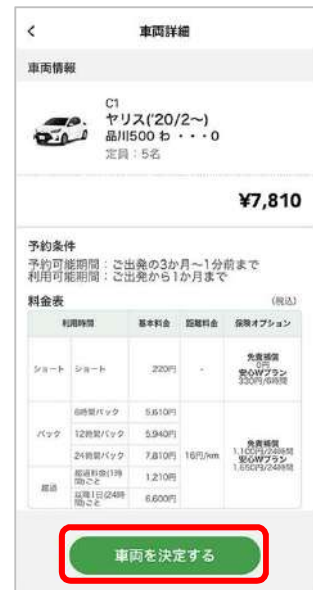 <
車両詳細
車両情報
C1
ヤリス('20/2~)
品川500 わ ・・・0
定員:5名
¥7,810
予約条件
予約可能期間:ご出発の3か月~1分前まで
利用可能期間:ご出発から1か月まで
料金表 (税込)
利用時間 基本料金 距離料金 保険オプション
ショート ショート 220円 - 免責補償 0円 安心Wプラン 330円/6時間
パック 6時間パック 5,610円
12時間パック 5,940円
24時間パック 7,810円 16円/km 免責補償 1,100円/24時間 安心Wプラン 1,650円/24時間
超過 超過料金(1時間)ごと 1,210円
以降1日(24時間)ごと 6,600円
車両を決定する